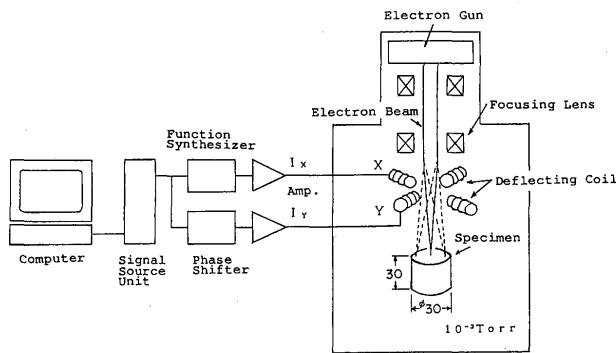 Electron Gun
Electron Beam
Focusing Lens
Function
Synthesizer
I X
X
Amp.
Deflecting Coil
I Y
Y
Computer
Signal
Source
Unit
Phase
Shifter
Specimen
30
φ30
10⁻³Torr